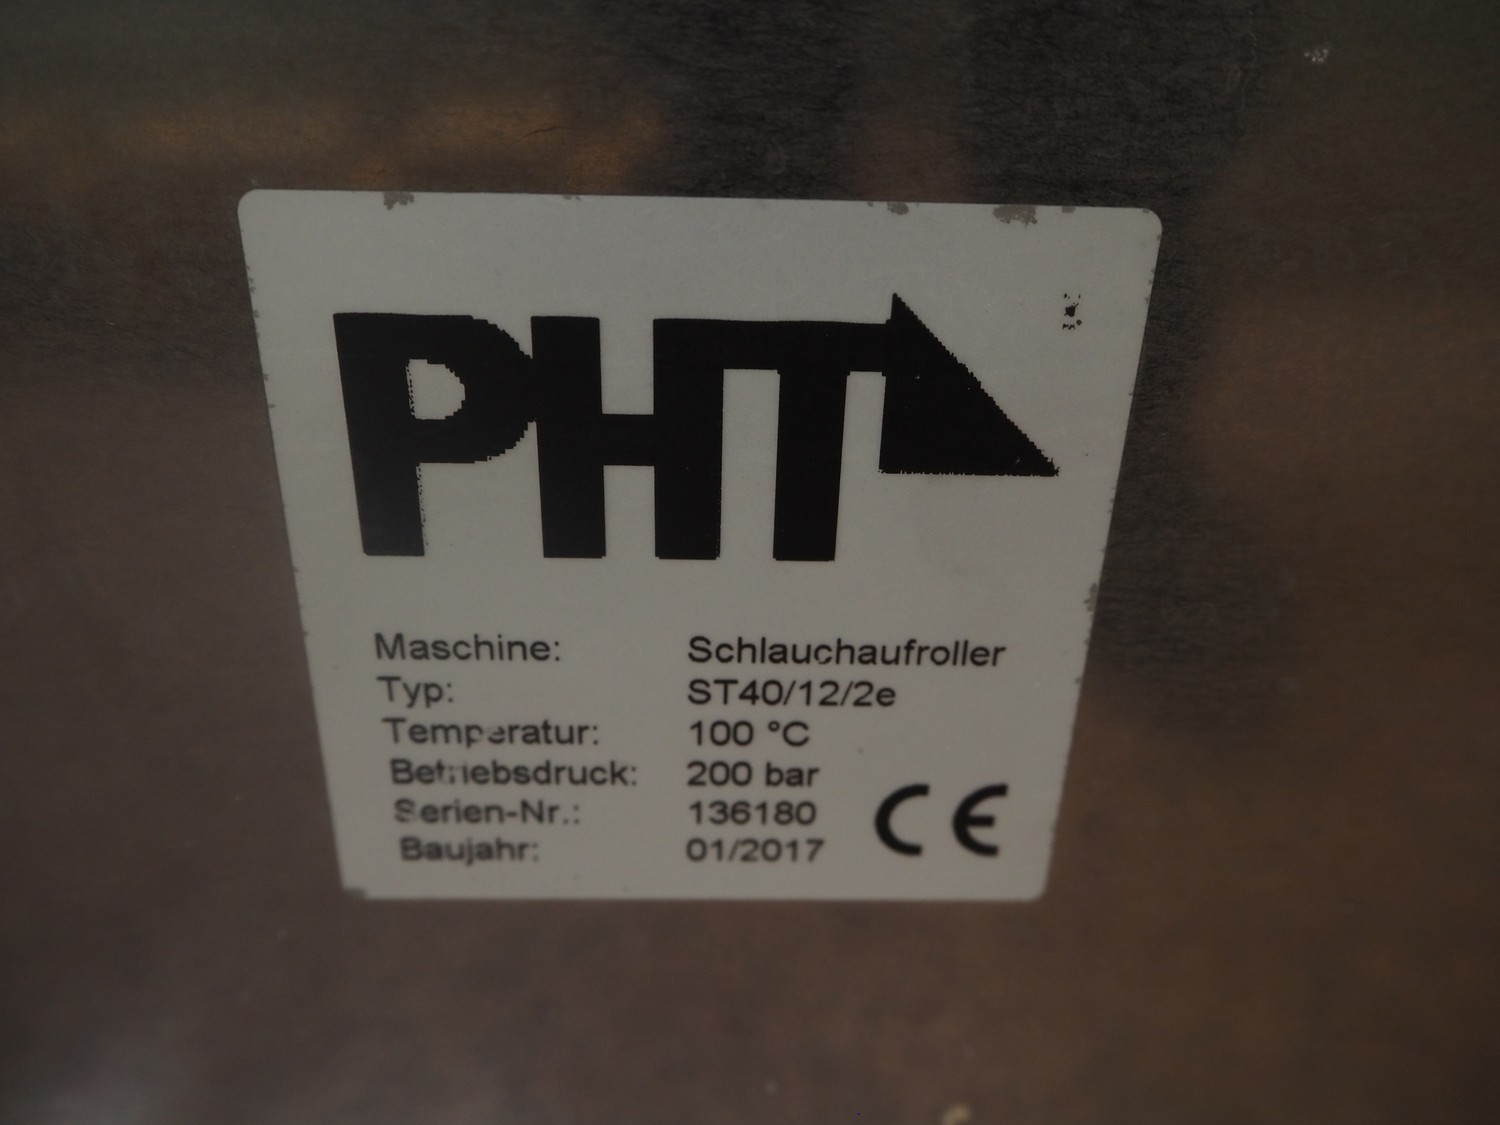 PHT
Maschine: Schlauchaufroller
Typ: ST40/12/2e
Temperatur: 100 °C
Betriebsdruck: 200 bar
Serien-Nr.: 136180
Baujahr: 01/2017
CE